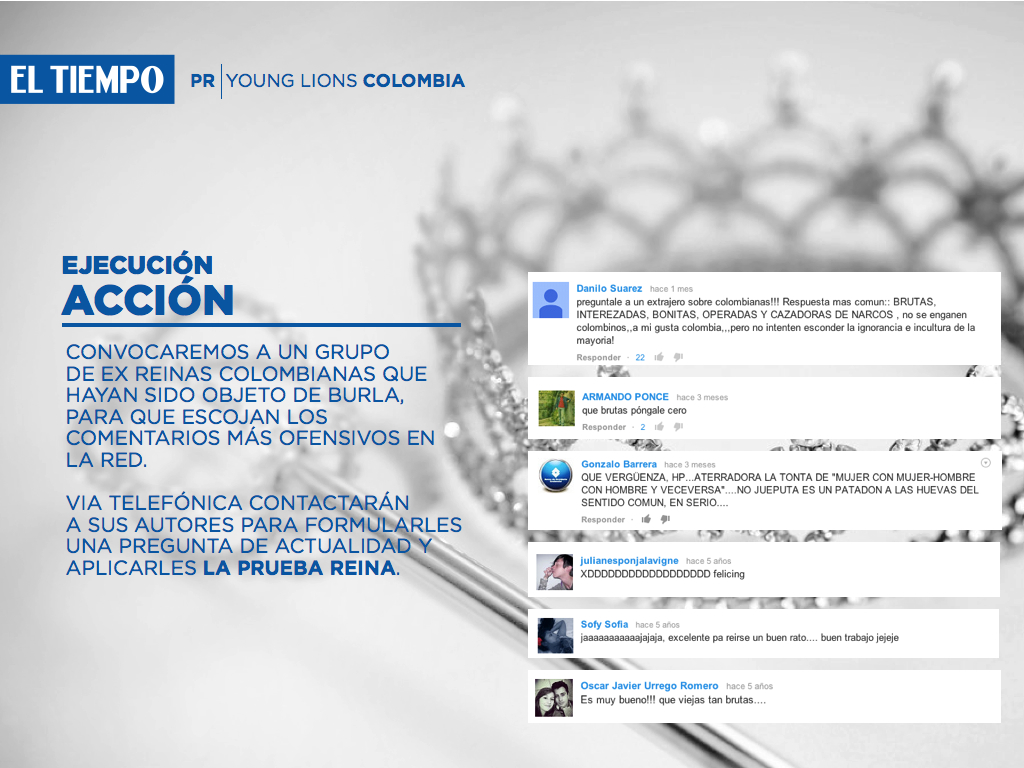 EL TIEMPO
PR | YOUNG LIONS COLOMBIA
EJECUCIÓN
ACCIÓN
CONVOCAREMOS A UN GRUPO
DE EX REINAS COLOMBIANAS QUE
HAYAN SIDO OBJETO DE BURLA,
PARA QUE ESCOJAN LOS
COMENTARIOS MÁS OFENSIVOS EN
LA RED.
VIA TELEFÓNICA CONTACTARÁN
A SUS AUTORES PARA FORMULARLES
UNA PREGUNTA DE ACTUALIDAD Y
APLICARLES LA PRUEBA REINA.
Danilo Suarez hace 1 mes
preguntale a un extrajero sobre colombianas!!! Respuesta mas comun:: BRUTAS,
INTEREZADAS, BONITAS, OPERADAS Y CAZADORAS DE NARCOS , no se enganen
colombinos,,a mi gusta colombia,,,pero no intenten esconder la ignorancia e incultura de la
mayoria!
Responder · 22
ARMANDO PONCE hace 3 meses
que brutas póngale cero
Responder · 2
Gonzalo Barrera hace 3 meses
QUE VERGÜENZA, HP...ATERRADORA LA TONTA DE "MUJER CON MUJER-HOMBRE
CON HOMBRE Y VECEVERSA"....NO JUEPUTA ES UN PATADON A LAS HUEVAS DEL
SENTIDO COMUN, EN SERIO....
Responder ·
julianesponjalavigne hace 5 años
XDDDDDDDDDDDDDDDDDD felicing
Sofy Sofia hace 5 años
jaaaaaaaaaaajajaja, excelente pa reirse un buen rato.... buen trabajo jejeje
Oscar Javier Urrego Romero hace 5 años
Es muy bueno!!! que viejas tan brutas....